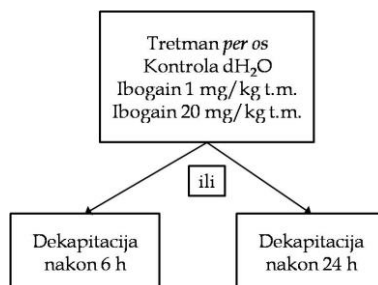 Tretman per os
Kontrola dH₂O
Ibogain 1 mg/kg t.m.
Ibogain 20 mg/kg t.m.
ili
Dekapitacija
nakon 6 h
Dekapitacija
nakon 24 h